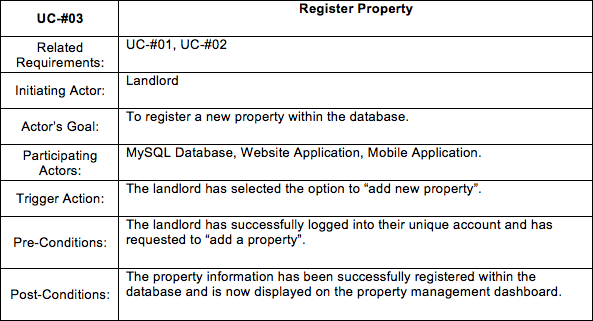 UC-#03
Register Property
Related
Requirements:
UC-#01, UC-#02
Initiating Actor:
Landlord
Actor’s Goal:
To register a new property within the database.
Participating
Actors:
MySQL Database, Website Application, Mobile Application.
Trigger Action:
The landlord has selected the option to “add new property”.
Pre-Conditions:
The landlord has successfully logged into their unique account and has
requested to “add a property”.
Post-Conditions:
The property information has been successfully registered within the
database and is now displayed on the property management dashboard.